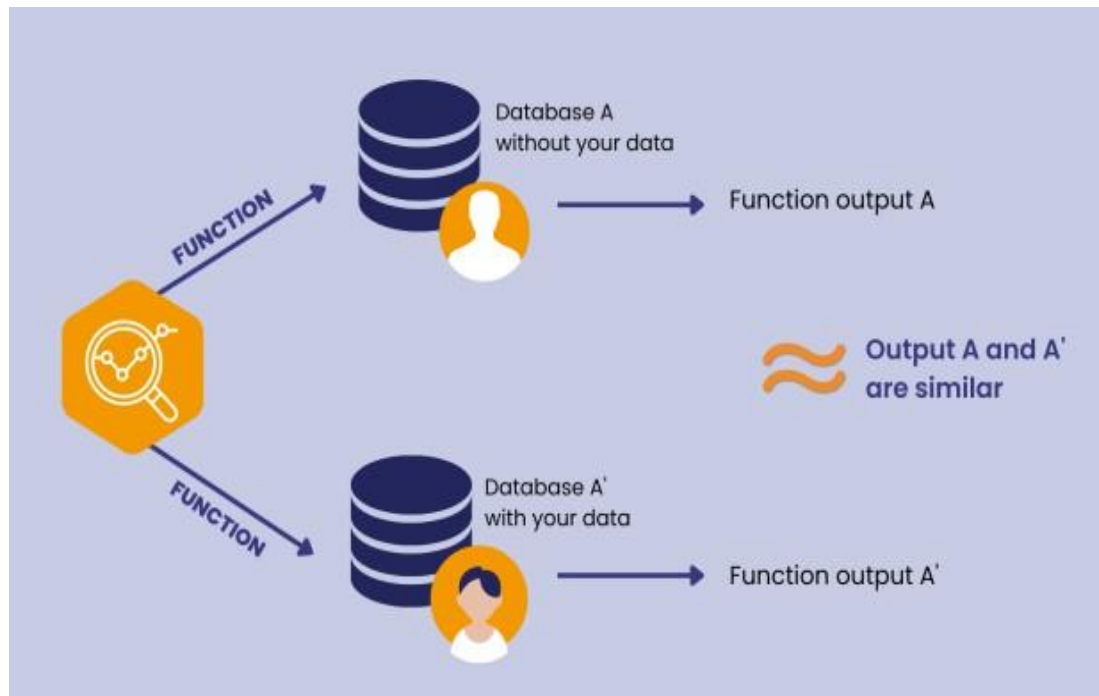 Database A
without your data
FUNCTION
Function output A
Output A and A'
are similar
Database A'
with your data
FUNCTION
Function output A'